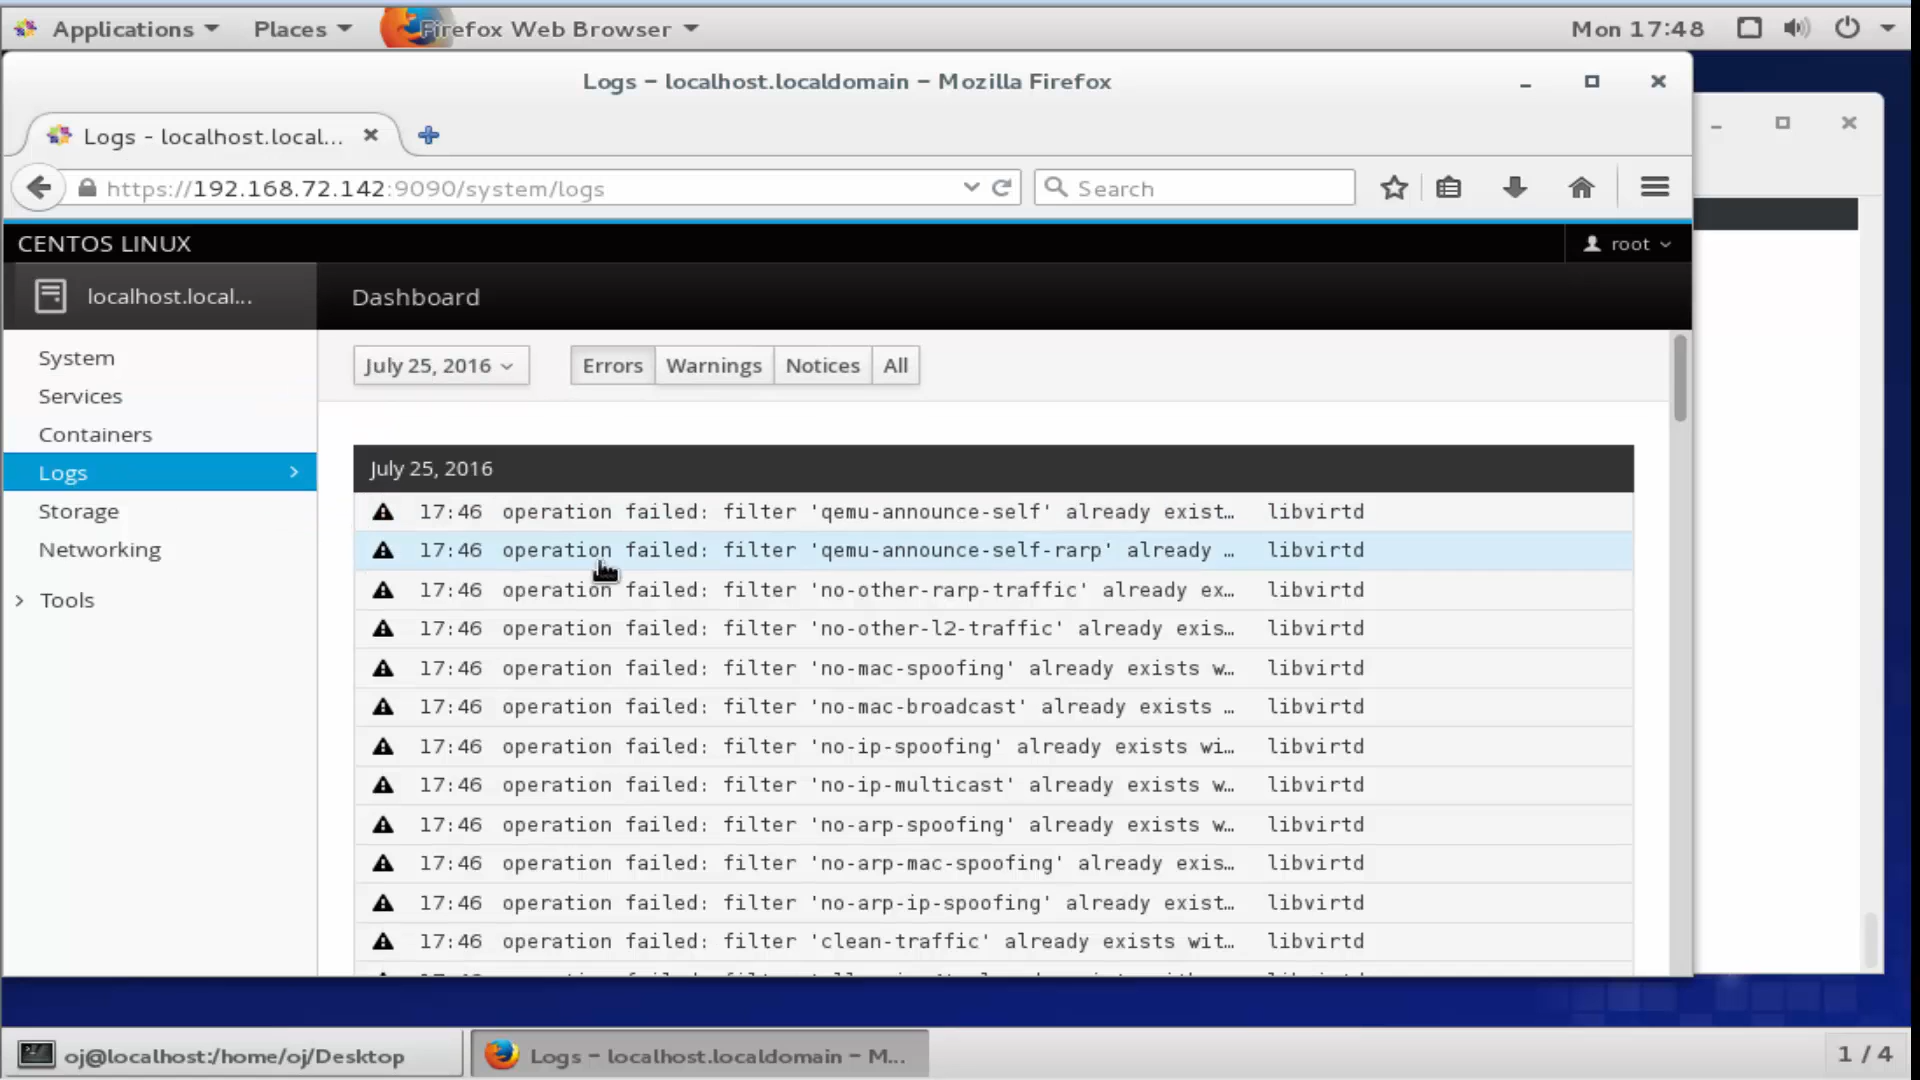 Applications Places Firefox Web Browser Mon 17:48
Logs – localhost.localdomain – Mozilla Firefox
Logs - localhost.local...
https://192.168.72.142:9090/system/logs Search
CENTOS LINUX root
localhost.local... Dashboard
System
Services
Containers
Logs
Storage
Networking
Tools
July 25, 2016 Errors Warnings Notices All
July 25, 2016
17:46 operation failed: filter 'qemu-announce-self' already exist… libvirtd
17:46 operation failed: filter 'qemu-announce-self-rarp' already … libvirtd
17:46 operation failed: filter 'no-other-rarp-traffic' already ex… libvirtd
17:46 operation failed: filter 'no-other-l2-traffic' already exis… libvirtd
17:46 operation failed: filter 'no-mac-spoofing' already exists w… libvirtd
17:46 operation failed: filter 'no-mac-broadcast' already exists … libvirtd
17:46 operation failed: filter 'no-ip-spoofing' already exists wi… libvirtd
17:46 operation failed: filter 'no-ip-multicast' already exists w… libvirtd
17:46 operation failed: filter 'no-arp-spoofing' already exists w… libvirtd
17:46 operation failed: filter 'no-arp-mac-spoofing' already exis… libvirtd
17:46 operation failed: filter 'no-arp-ip-spoofing' already exist… libvirtd
17:46 operation failed: filter 'clean-traffic' already exists wit… libvirtd
oj@localhost:/home/oj/Desktop Logs – localhost.localdomain – M... 1 / 4